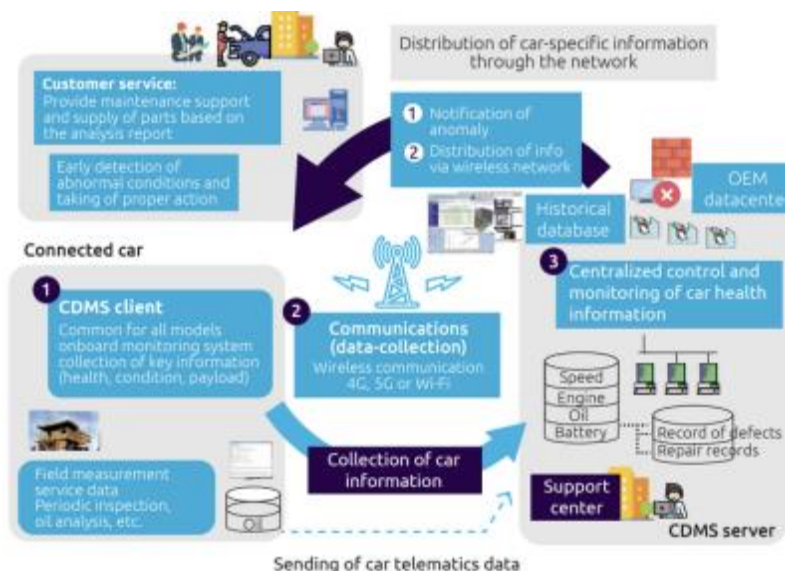 Distribution of car-specific information
through the network
Customer service:
Provide maintenance support
and supply of parts based on
the analysis report
Early detection of
abnormal conditions and
taking of proper action
1 Notification of
anomaly
2 Distribution of info
via wireless network
OEM
datacenter
Historical
database
Connected car
1
CDMS client
Common for all models
onboard monitoring system
collection of key information
(health, condition, payload)
2
Communications
(data-collection)
Wireless communication
4G, 5G or Wi-Fi
3
Centralized control and
monitoring of car health
information
Speed
Engine
Oil
Battery
Record of defects
Repair records
Collection of car
information
Field measurement
service data
Periodic inspection,
oil analysis, etc.
Support
center
CDMS server
Sending of car telematics data